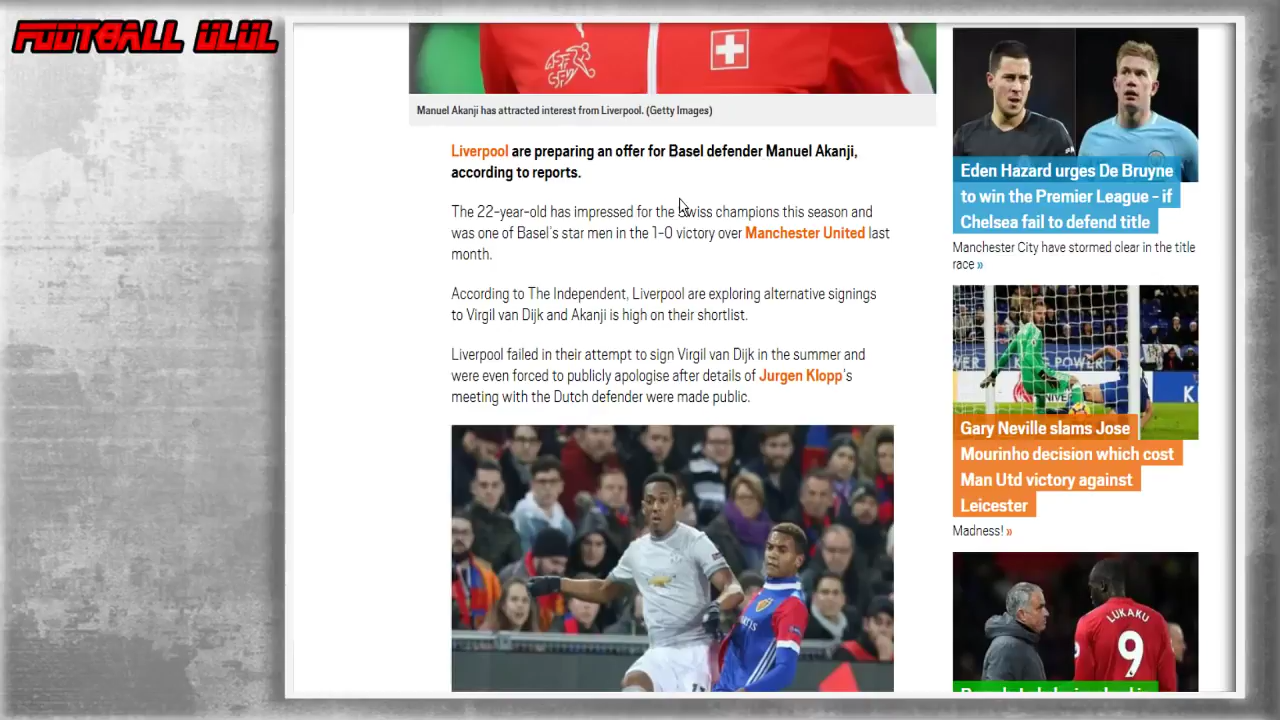 FOOTBALL ULUL
Manuel Akanji has attracted interest from Liverpool. (Getty Images)
Liverpool are preparing an offer for Basel defender Manuel Akanji,
according to reports.
The 22-year-old has impressed for the Swiss champions this season and
was one of Basel's star men in the 1-0 victory over Manchester United last
month.
According to The Independent, Liverpool are exploring alternative signings
to Virgil van Dijk and Akanji is high on their shortlist.
Liverpool failed in their attempt to sign Virgil van Dijk in the summer and
were even forced to publicly apologise after details of Jurgen Klopp's
meeting with the Dutch defender were made public.
Eden Hazard urges De Bruyne
to win the Premier League – if
Chelsea fail to defend title
Manchester City have stormed clear in the title
race »
Gary Neville slams Jose
Mourinho decision which cost
Man Utd victory against
Leicester
Madness! »
LUKAKU
9